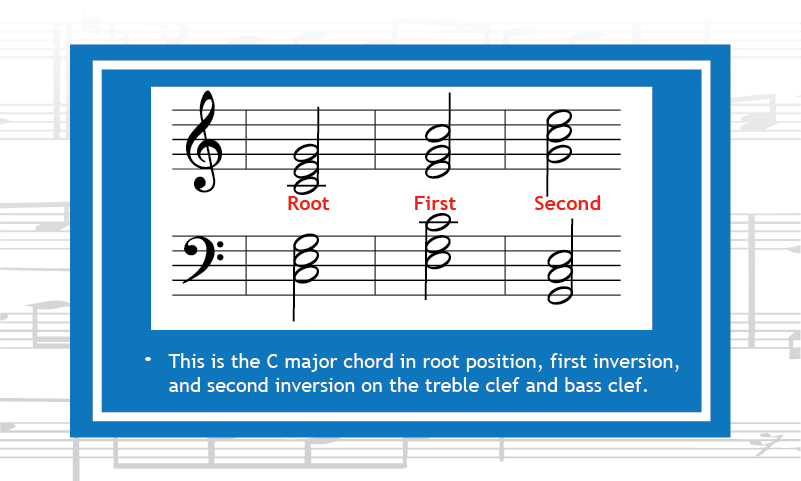 Root First Second
• This is the C major chord in root position, first inversion,
and second inversion on the treble clef and bass clef.